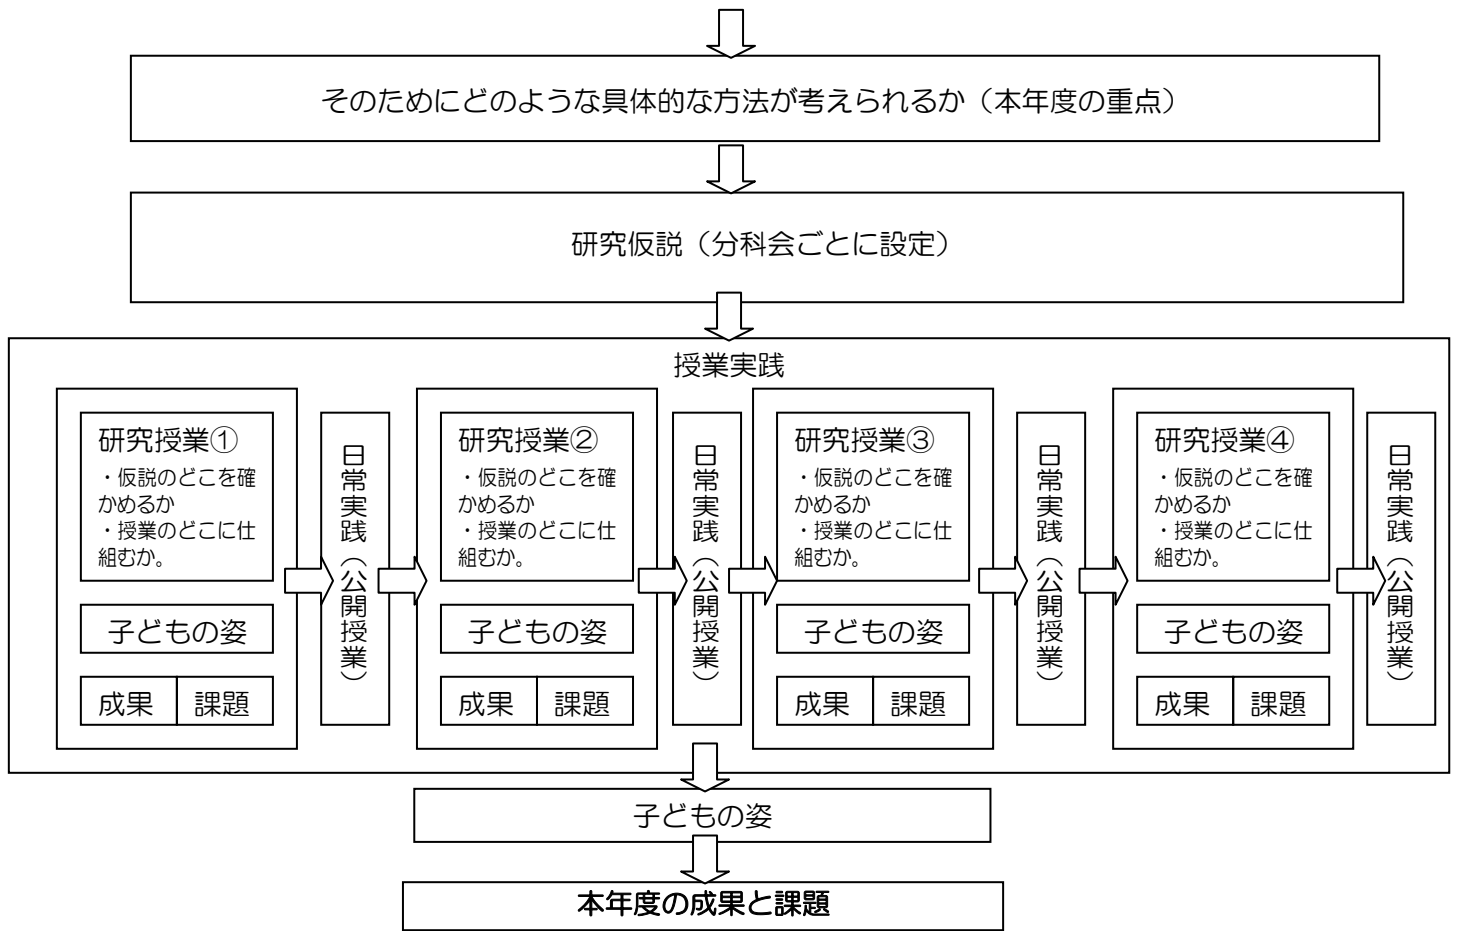 そのためにどのような具体的な方法が考えられるか（本年度の重点）
研究仮説（分科会ごとに設定）
授業実践
研究授業①
・仮説のどこを確
かめるか
・授業のどこに仕
組むか。
子どもの姿
成果
課題
日常実践（公開授業）
研究授業②
・仮説のどこを確
かめるか
・授業のどこに仕
組むか。
子どもの姿
成果
課題
日常実践（公開授業）
研究授業③
・仮説のどこを確
かめるか
・授業のどこに仕
組むか。
子どもの姿
成果
課題
日常実践（公開授業）
研究授業④
・仮説のどこを確
かめるか
・授業のどこに仕
組むか。
子どもの姿
成果
課題
日常実践（公開授業）
子どもの姿
本年度の成果と課題